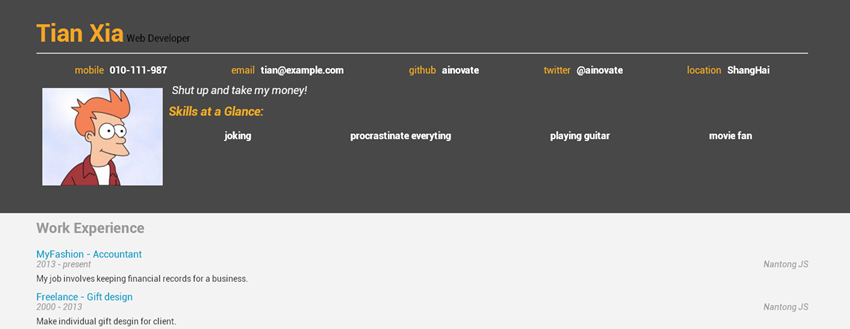 Tian Xia Web Developer
mobile 010-111-987 email tian@example.com github ainovate twitter @ainovate location ShangHai
Shut up and take my money!
Skills at a Glance:
joking procrastinate everyting playing guitar movie fan
Work Experience
MyFashion - Accountant
2013 - present Nantong JS
My job involves keeping financial records for a business.
Freelance - Gift design
2000 - 2013 Nantong JS
Make individual gift desgin for client.